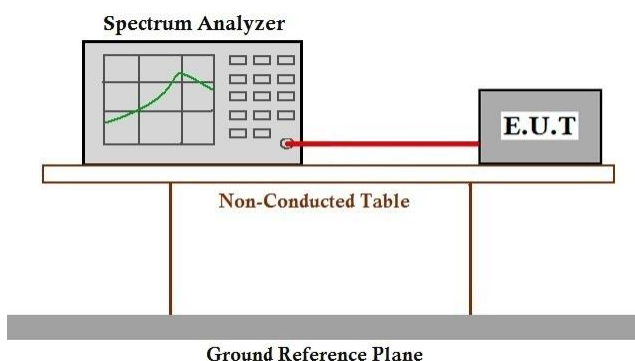 Spectrum Analyzer
E.U.T
Non-Conducted Table
Ground Reference Plane